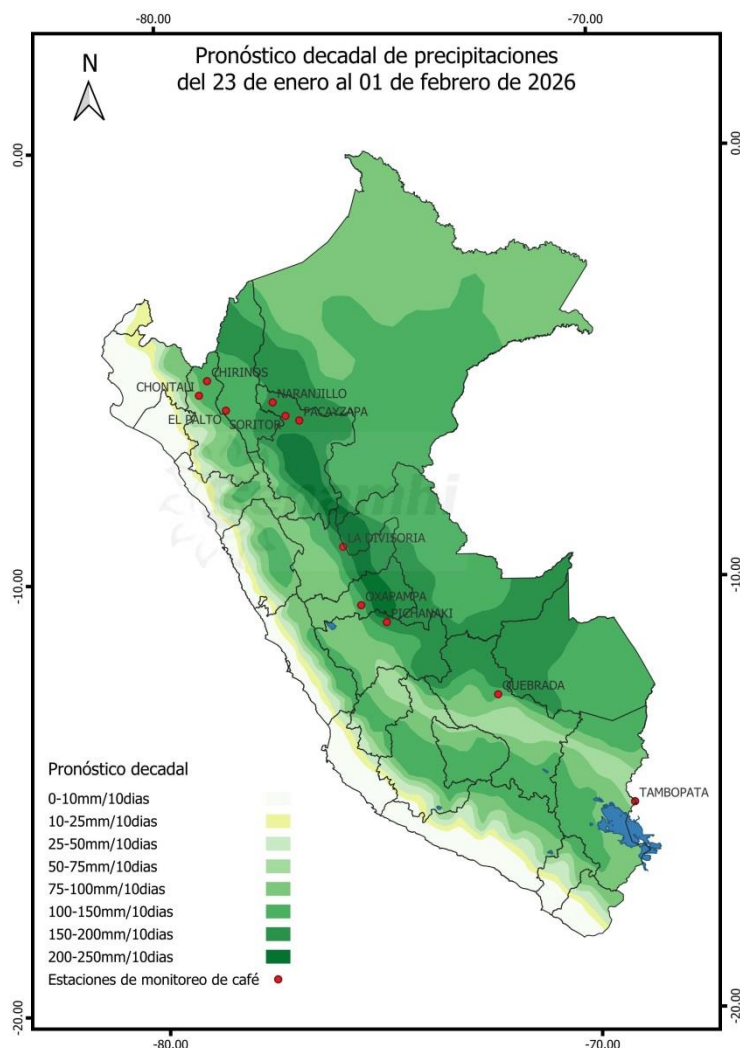 -80.00
-70.00
Pronóstico decadal de precipitaciones
del 23 de enero al 01 de febrero de 2026
N
0.00
0.00
CHIRINOS
CHONTALI
NARANJILLO
EL PALTO
SORITOR
PACAYZAPA
senamhi
LA DIVISORIA
-10.00
-10.00
OXAPAMPA
PICHANAKI
QUEBRADA
TAMBOPATA
Pronóstico decadal
0-10mm/10dias
10-25mm/10dias
25-50mm/10dias
50-75mm/10dias
75-100mm/10dias
100-150mm/10dias
150-200mm/10dias
200-250mm/10dias
Estaciones de monitoreo de café
-20.00
-20.00
-80.00
-70.00